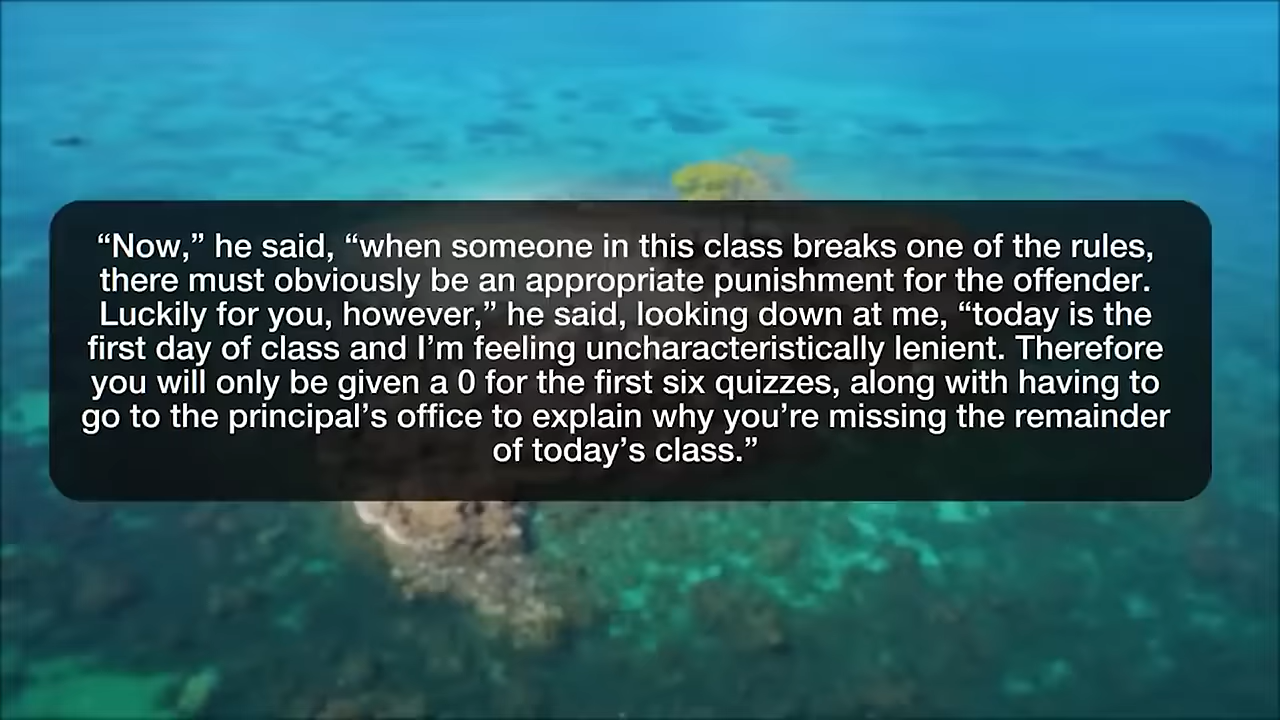 “Now,” he said, “when someone in this class breaks one of the rules,
there must obviously be an appropriate punishment for the offender.
Luckily for you, however,” he said, looking down at me, “today is the
first day of class and I’m feeling uncharacteristically lenient. Therefore
you will only be given a 0 for the first six quizzes, along with having to
go to the principal’s office to explain why you’re missing the remainder
of today’s class.”